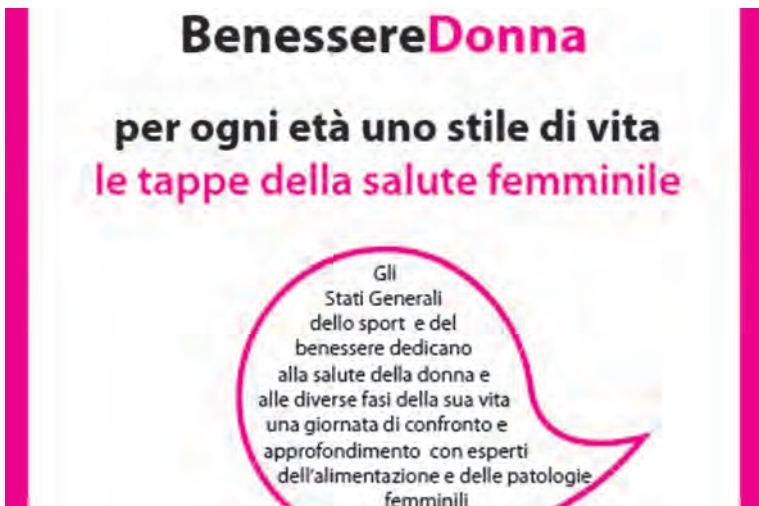 BenessereDonna
per ogni età uno stile di vita
le tappe della salute femminile
Gli
Stati Generali
dello sport e del
benessere dedicano
alla salute della donna e
alle diverse fasi della sua vita
una giornata di confronto e
approfondimento con esperti
dell'alimentazione e delle patologie
femminili